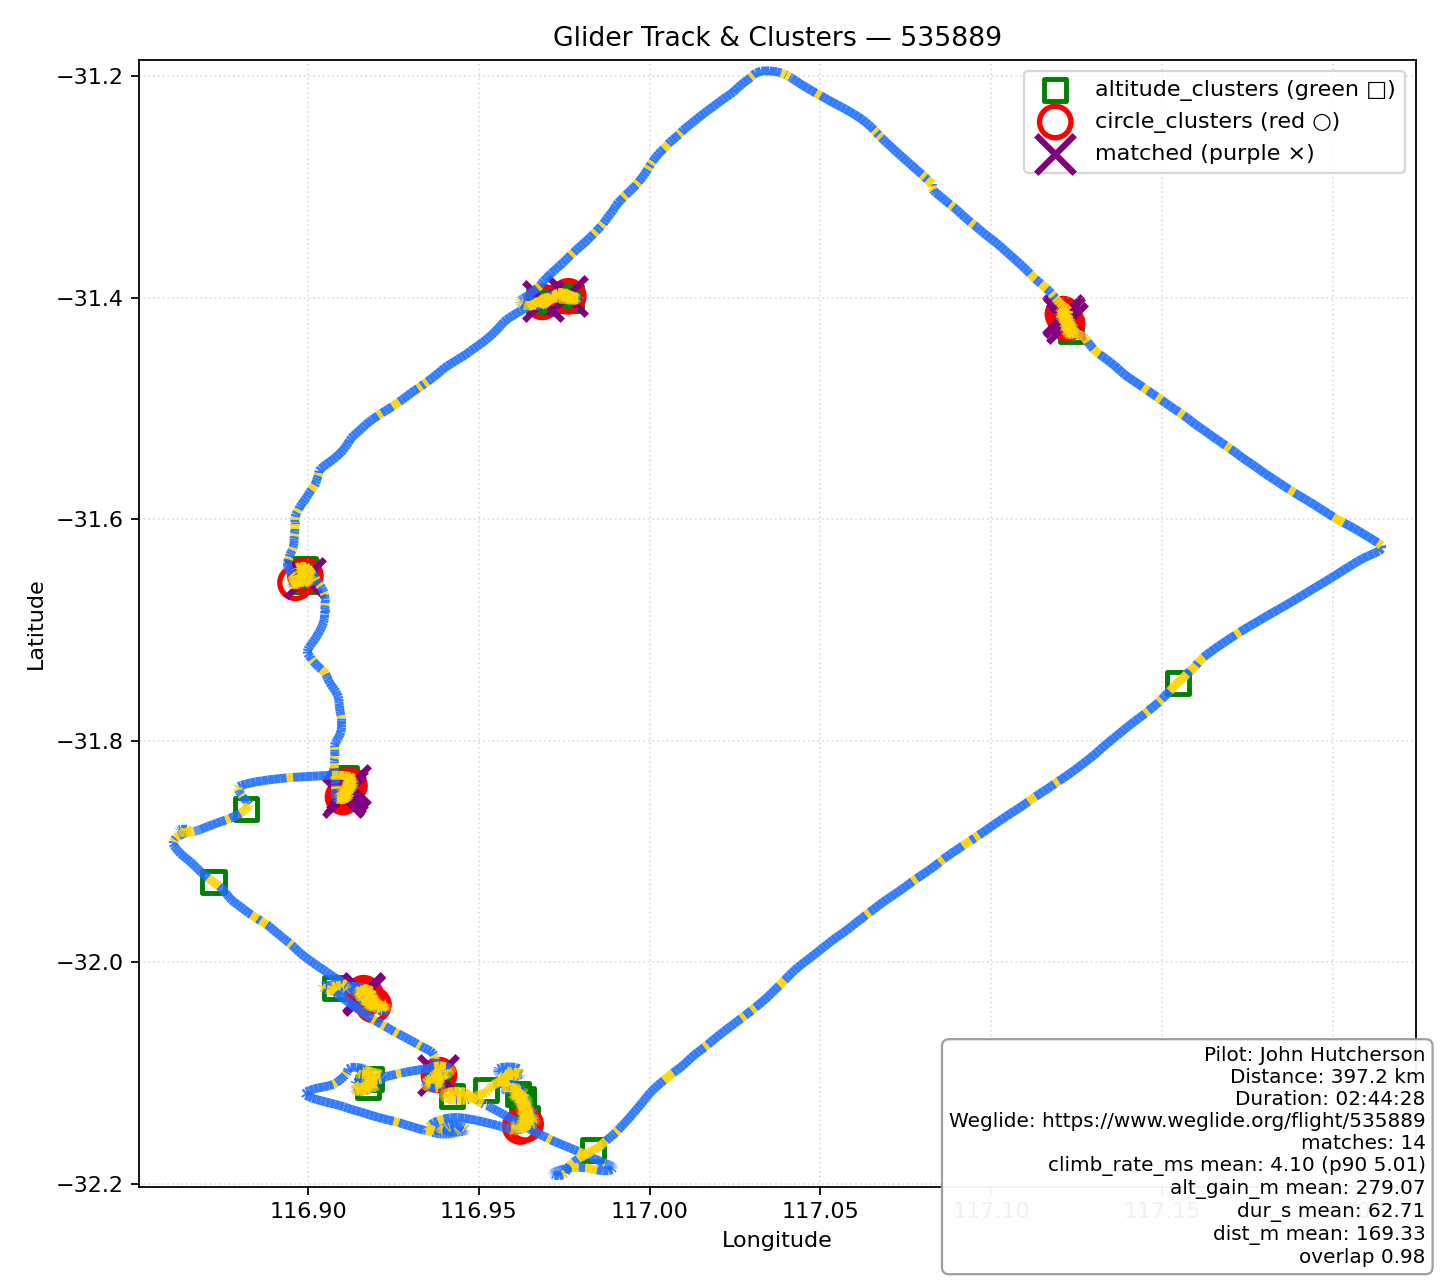 Glider Track & Clusters — 535889
altitude_clusters (green □)
circle_clusters (red ○)
matched (purple ×)
−31.2
−31.4
−31.6
−31.8
−32.0
−32.2
Latitude
116.90
116.95
117.00
117.05
117.10
117.15
Longitude
Pilot: John Hutcherson
Distance: 397.2 km
Duration: 02:44:28
Weglide: https://www.weglide.org/flight/535889
matches: 14
climb_rate_ms mean: 4.10 (p90 5.01)
alt_gain_m mean: 279.07
dur_s mean: 62.71
dist_m mean: 169.33
overlap 0.98